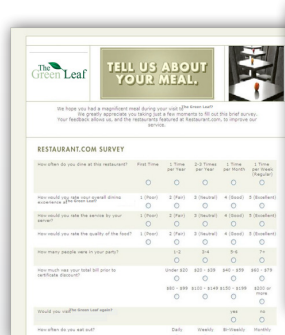 The
Green Leaf
TELL US ABOUT
YOUR MEAL.
We hope you had a magnificent meal during your visit to The Green Leaf!
We greatly appreciate you taking just a few moments to fill out this brief survey.
Your feedback allows us, and the restaurants featured at Restaurant.com, to improve our
service.
RESTAURANT.COM SURVEY
How often do you dine at this restaurant? First Time 1 Time per Year 2-3 Times per Year 1 Time per Month 1 Time per Week (Regular)
How would you rate your overall dining experience at The Green Leaf? 1 (Poor) 2 (Fair) 3 (Neutral) 4 (Good) 5 (Excellent)
How would you rate the service by your server? 1 (Poor) 2 (Fair) 3 (Neutral) 4 (Good) 5 (Excellent)
How would you rate the quality of the food? 1 (Poor) 2 (Fair) 3 (Neutral) 4 (Good) 5 (Excellent)
How many people were in your party? 1-2 3-4 5-6 7+
How much was your total bill prior to certificate discount? Under $20 $20 - $39 $40 - $59 $60 - $79
$80 - $99 $100 - $149 $150 - $199 $200 or more
Would you visit The Green Leaf again? yes no
How often do you eat out? Daily Weekly Bi-Weekly Monthly